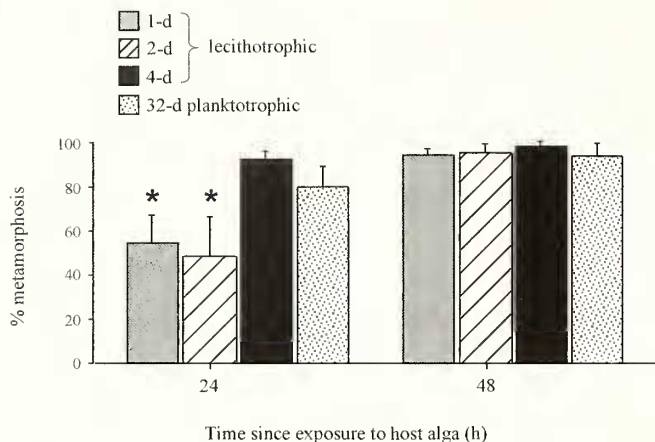 1-d
2-d
lecithotrophic
4-d
32-d planktotrophic
100
80
60
40
20
0
% metamorphosis
* *
24 48
Time since exposure to host alga (h)